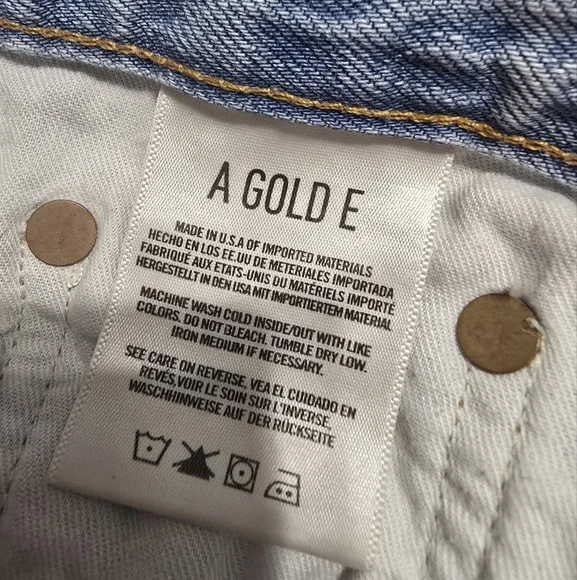 A GOLD E
MADE IN U.S.A OF IMPORTED MATERIALS
HECHO EN LOS EE.UU DE METERIALES IMPORTADA
FABRIQUÉ AUX ETATS-UNIS DU MATÉRIELS IMPORTÉ
HERGESTELLT IN DEN USA MIT IMPORTIERTEM MATERIAL
MACHINE WASH COLD INSIDE/OUT WITH LIKE
COLORS. DO NOT BLEACH. TUMBLE DRY LOW.
IRON MEDIUM IF NECESSARY.
SEE CARE ON REVERSE, VEA EL CUIDADO EN
REVÉS,VOIR LE SOIN SUR L'INVERSE,
WASCHHINWEISE AUF DER RÜCKSEITE